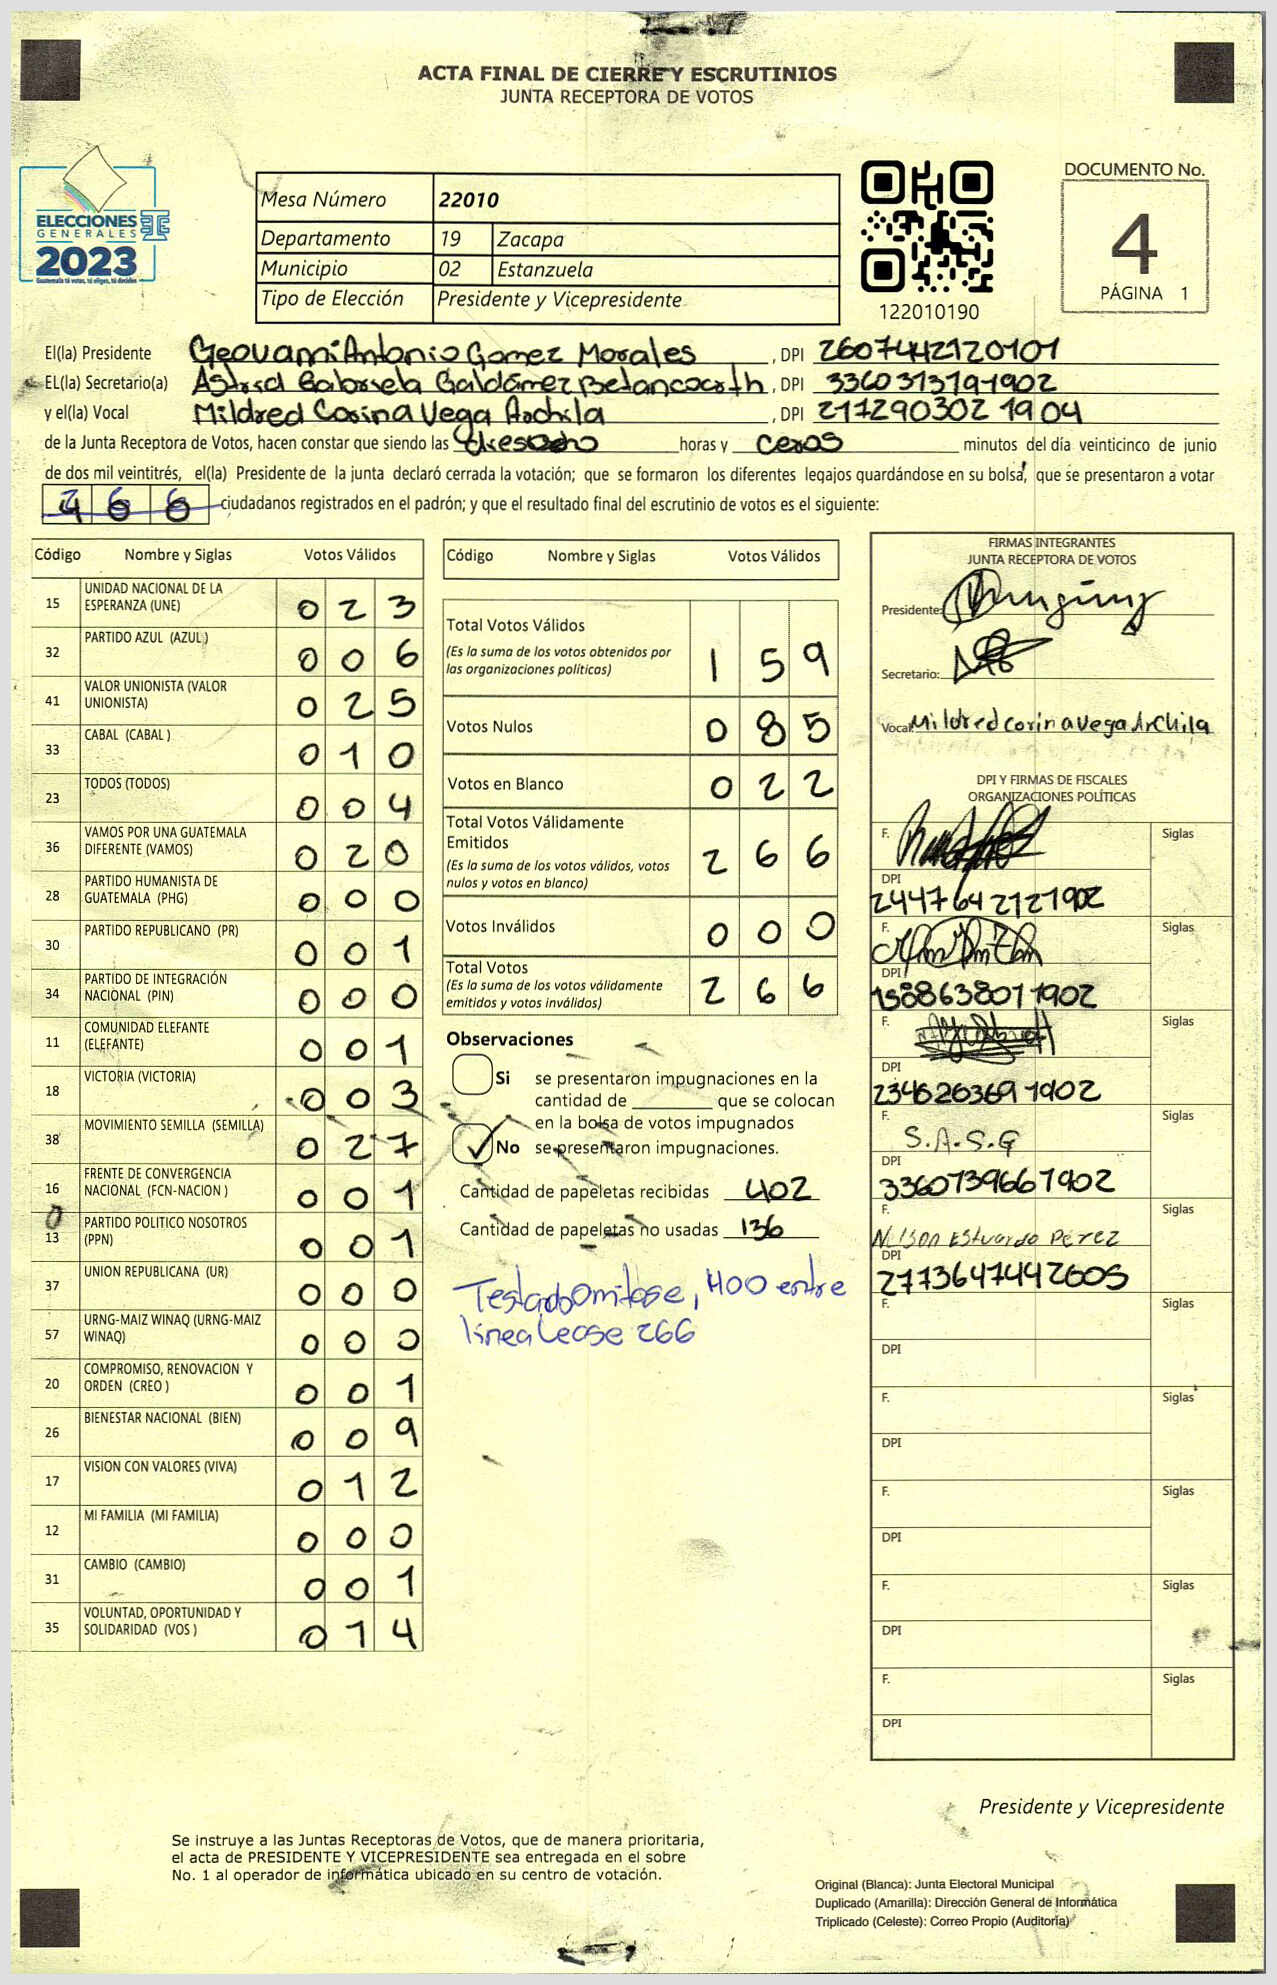 ACTA FINAL DE CIERRE Y ESCRUTINIOS
JUNTA RECEPTORA DE VOTOS
ELECCIONES
GENERALES
2023
Guatemala tú votas, tú eliges, tú decides
Mesa Número 22010
Departamento 19 Zacapa
Municipio 02 Estanzuela
Tipo de Elección Presidente y Vicepresidente
122010190
DOCUMENTO No.
4
PÁGINA 1
El(la) Presidente Geovanni Antonio Gomez Morales , DPI 2607442120101
EL(la) Secretario(a) Astrid Gabriela Galdámez Betancourth , DPI 3360313191902
y el(la) Vocal Mildred Corina Vega Archila , DPI 217290302 1904
de la Junta Receptora de Votos, hacen constar que siendo las dieciocho horas y ceros minutos del día veinticinco de junio
de dos mil veintitrés, el(la) Presidente de la junta declaró cerrada la votación; que se formaron los diferentes legajos quardándose en su bolsa, que se presentaron a votar
66 ciudadanos registrados en el padrón; y que el resultado final del escrutinio de votos es el siguiente:
Código Nombre y Siglas Votos Válidos
15 UNIDAD NACIONAL DE LA ESPERANZA (UNE) 0 2 3
32 PARTIDO AZUL (AZUL ) 0 0 6
41 VALOR UNIONISTA (VALOR UNIONISTA) 0 2 5
33 CABAL (CABAL ) 0 1 0
23 TODOS (TODOS) 0 0 4
36 VAMOS POR UNA GUATEMALA DIFERENTE (VAMOS) 0 2 0
28 PARTIDO HUMANISTA DE GUATEMALA (PHG) 0 0 0
30 PARTIDO REPUBLICANO (PR) 0 0 1
34 PARTIDO DE INTEGRACIÓN NACIONAL (PIN) 0 0 0
11 COMUNIDAD ELEFANTE (ELEFANTE) 0 0 1
18 VICTORIA (VICTORIA) 0 0 3
38 MOVIMIENTO SEMILLA (SEMILLA) 0 2 7
16 FRENTE DE CONVERGENCIA NACIONAL (FCN-NACION ) 0 0 1
13 PARTIDO POLITICO NOSOTROS (PPN) 0 0 1
37 UNION REPUBLICANA (UR) 0 0 0
57 URNG-MAIZ WINAQ (URNG-MAIZ WINAQ) 0 0 0
20 COMPROMISO, RENOVACION Y ORDEN (CREO ) 0 0 1
26 BIENESTAR NACIONAL (BIEN) 0 0 9
17 VISION CON VALORES (VIVA) 0 1 2
12 MI FAMILIA (MI FAMILIA) 0 0 0
31 CAMBIO (CAMBIO) 0 0 1
35 VOLUNTAD, OPORTUNIDAD Y SOLIDARIDAD (VOS ) 0 1 4
Código Nombre y Siglas Votos Válidos
Total Votos Válidos
(Es la suma de los votos obtenidos por las organizaciones políticas) 1 5 9
Votos Nulos 0 8 5
Votos en Blanco 0 2 2
Total Votos Válidamente Emitidos
(Es la suma de los votos válidos, votos nulos y votos en blanco) 2 6 6
Votos Inválidos 0 0 0
Total Votos
(Es la suma de los votos válidamente emitidos y votos inválidos) 2 6 6
Observaciones
Si se presentaron impugnaciones en la
cantidad de ________ que se colocan
en la bolsa de votos impugnados
No se presentaron impugnaciones.
Cantidad de papeletas recibidas 402
Cantidad de papeletas no usadas 136
Testado Omitase, 400 entre
linea Lease 266
FIRMAS INTEGRANTES
JUNTA RECEPTORA DE VOTOS
Presidente:
Secretario:
Vocal: Mildred Corina Vega Archila
DPI Y FIRMAS DE FISCALES
ORGANIZACIONES POLÍTICAS
F. Siglas
DPI
2447642121902
F. Siglas
DPI
1588638011902
F. Siglas
DPI
2346263691902
F. S.A.S.G Siglas
DPI
3360739661902
F. Nelson Estuardo Pérez Siglas
DPI
2773647442605
F. Siglas
DPI
F. Siglas
DPI
F. Siglas
DPI
F. Siglas
DPI
F. Siglas
DPI
Presidente y Vicepresidente
Se instruye a las Juntas Receptoras de Votos, que de manera prioritaria,
el acta de PRESIDENTE Y VICEPRESIDENTE sea entregada en el sobre
No. 1 al operador de informática ubicado en su centro de votación.
Original (Blanca): Junta Electoral Municipal
Duplicado (Amarilla): Dirección General de Informática
Triplicado (Celeste): Correo Propio (Auditoría)